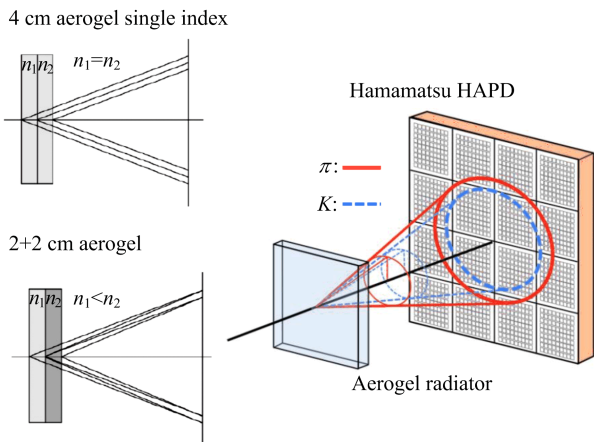 4 cm aerogel single index
n₁ n₂ n₁=n₂
2+2 cm aerogel
n₁ n₂ n₁<n₂
Hamamatsu HAPD
π:
K:
Aerogel radiator